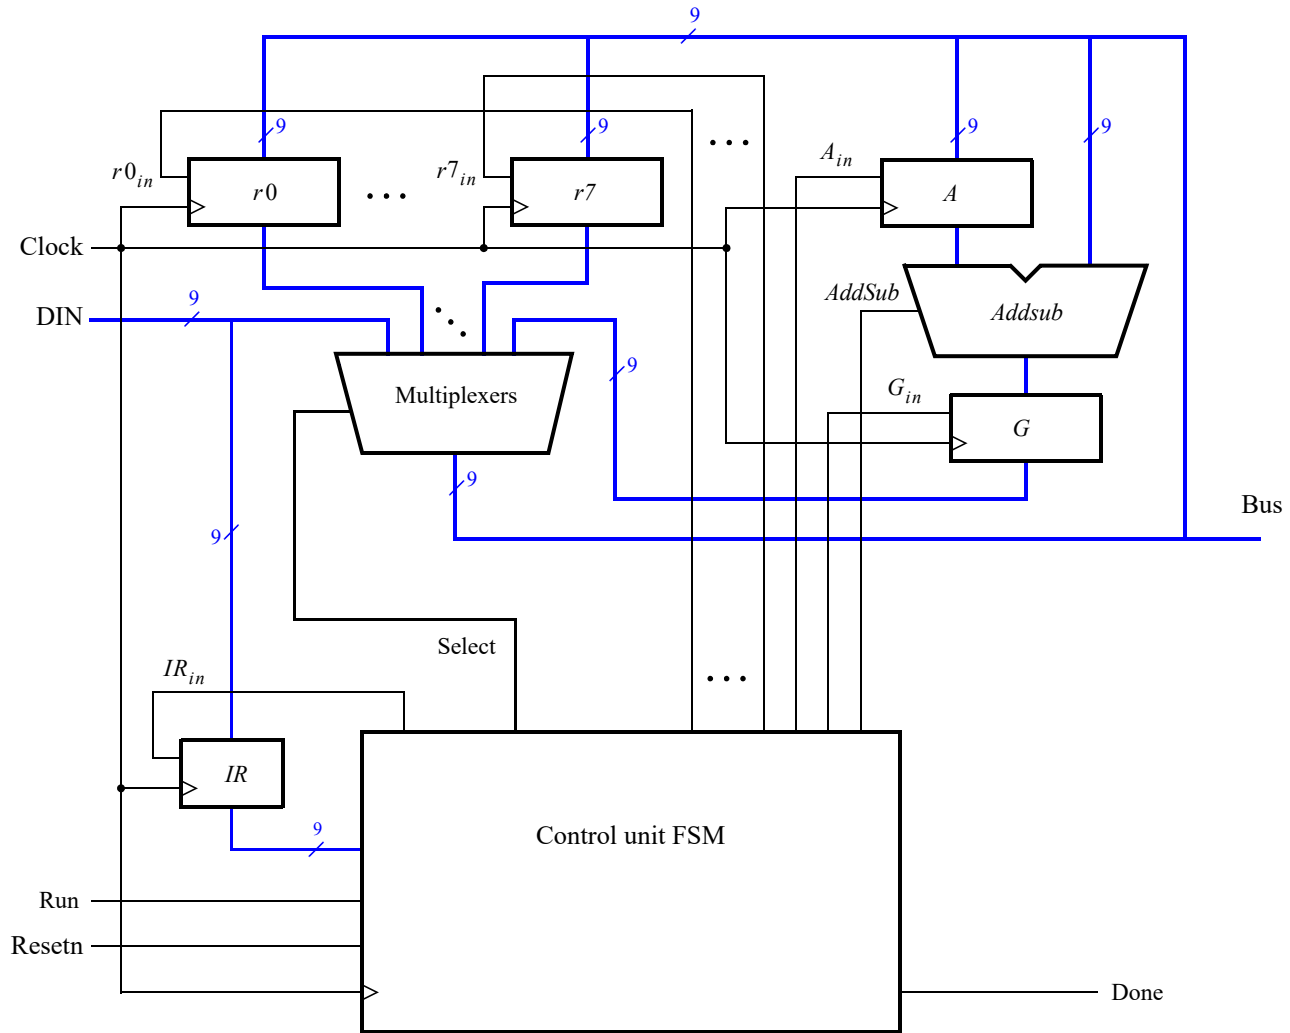 9
9
9
9
9
r0in
r0
...
r7in
r7
...
Ain
A
Clock
DIN
9
AddSub
Addsub
Multiplexers
9
Gin
G
9
Bus
9
Select
IRin
...
IR
9
Control unit FSM
Run
Resetn
Done